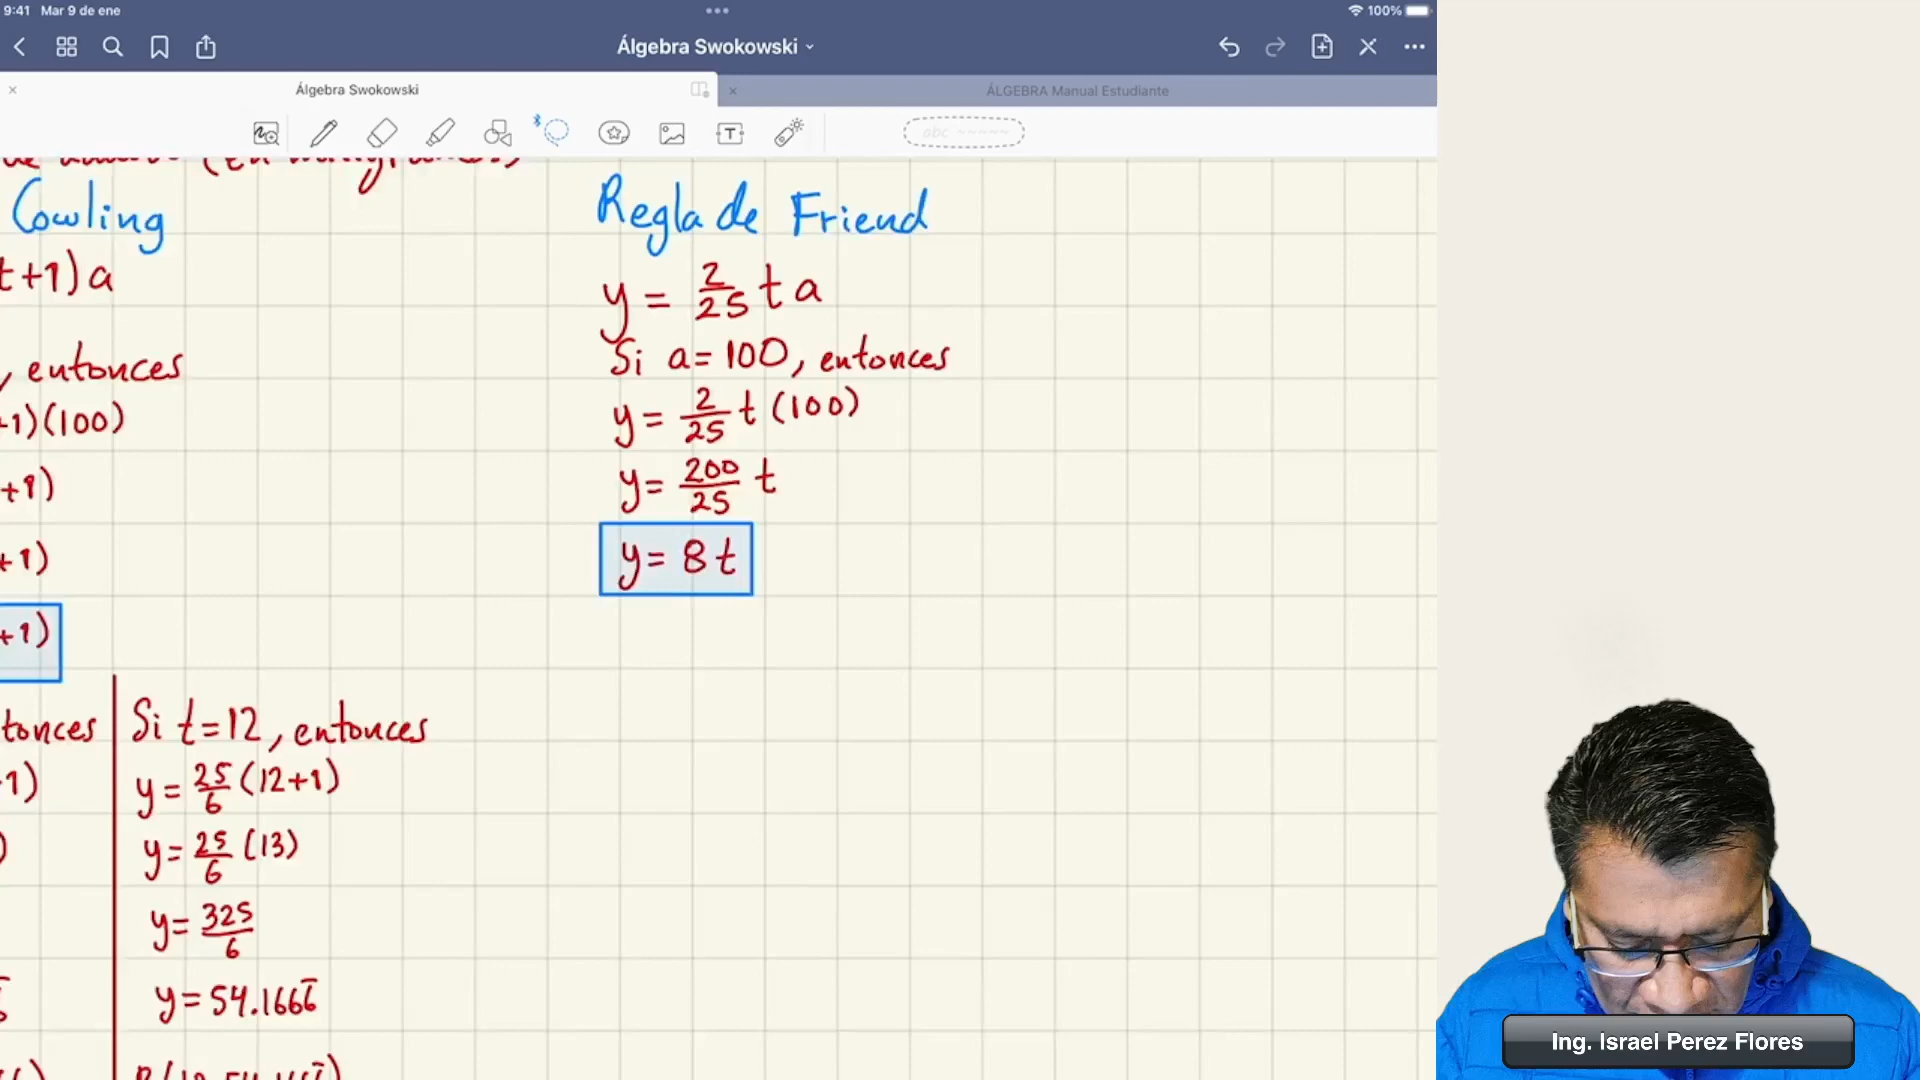 9:41 Mar 9 de ene
100%
Álgebra Swokowski
Álgebra Swokowski
ÁLGEBRA Manual Estudiante
T
abc
Cowling
t+1)a
, entonces
+1)(100)
+1)
+1)
+1)
tonces
-1)
)
Si t=12, entonces
y = 25/6 (12+1)
y = 25/6 (13)
y = 325/6
y = 54.1666̅
Regla de Friend
y = 2/25 t a
Si a=100, entonces
y = 2/25 t (100)
y = 200/25 t
y = 8t
Ing. Israel Perez Flores